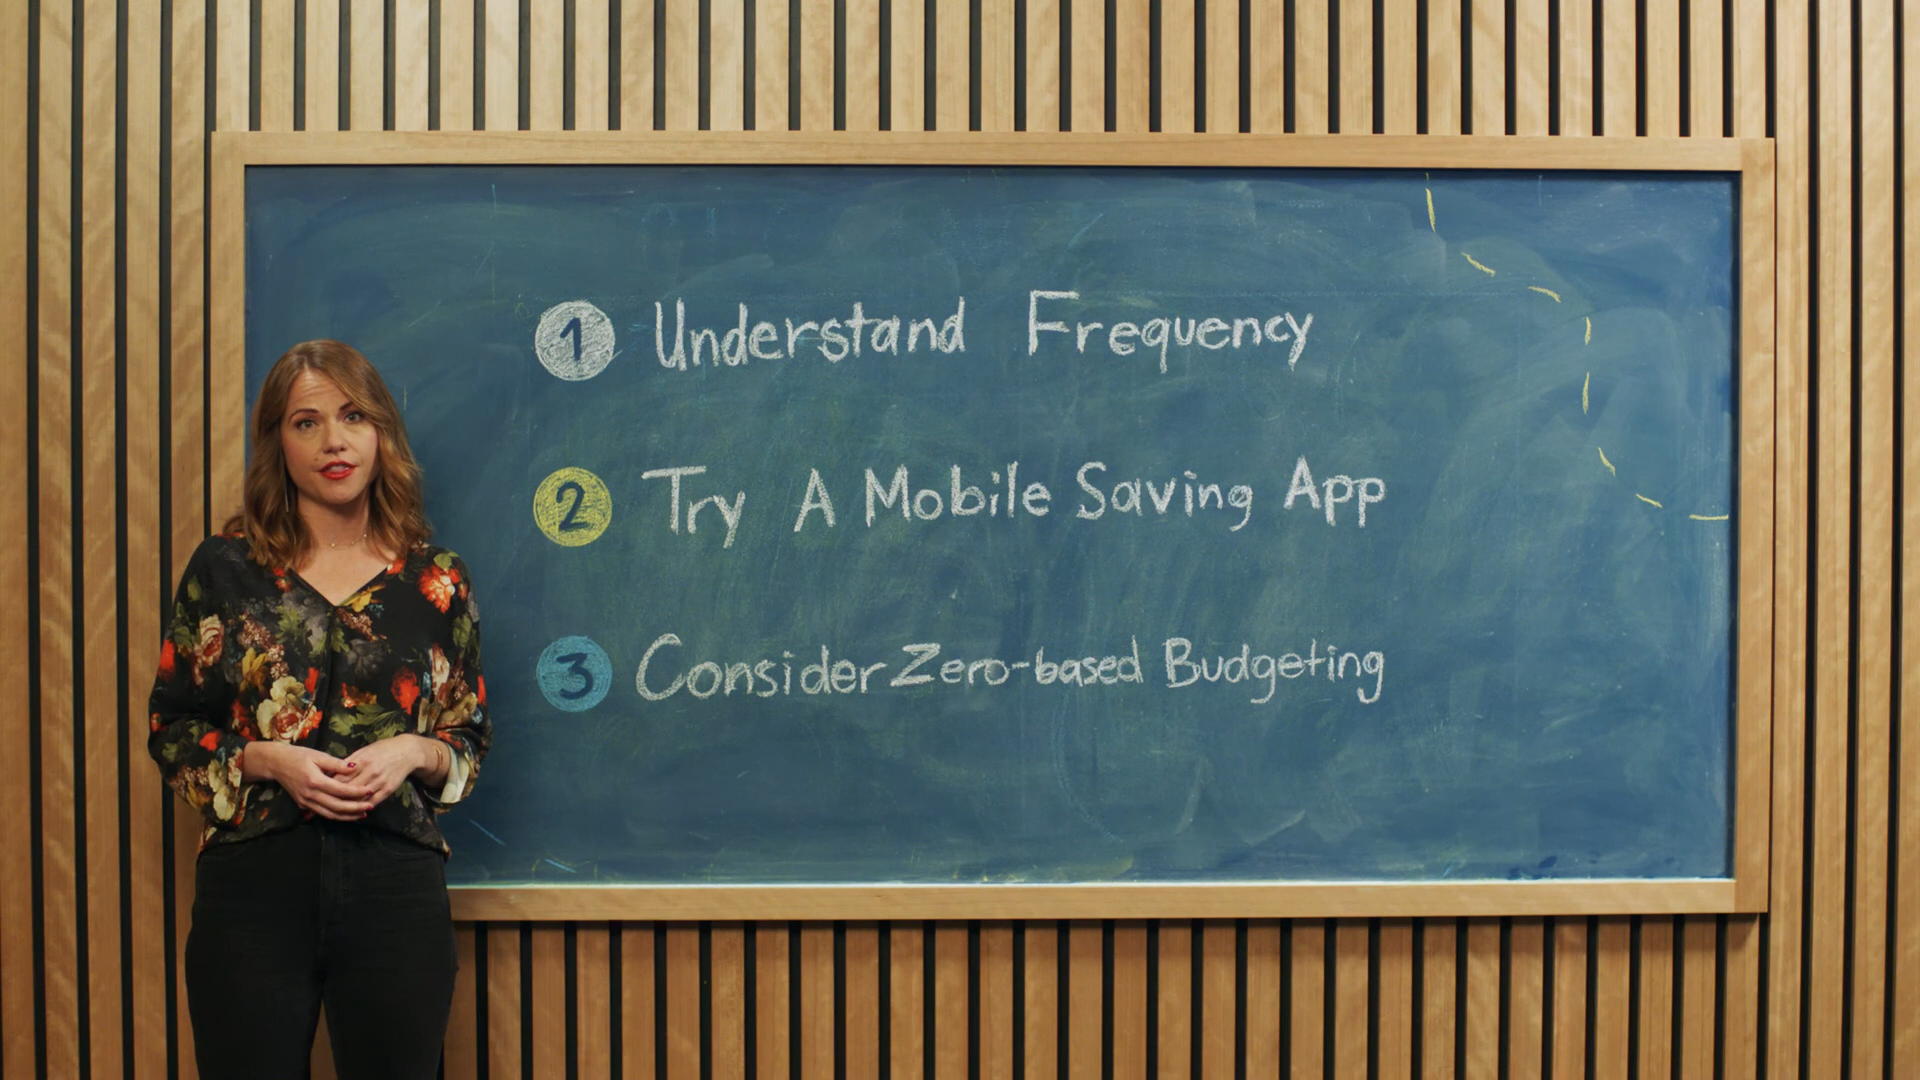 1 Understand Frequency
2 Try A Mobile Saving App
3 Consider Zero-based Budgeting